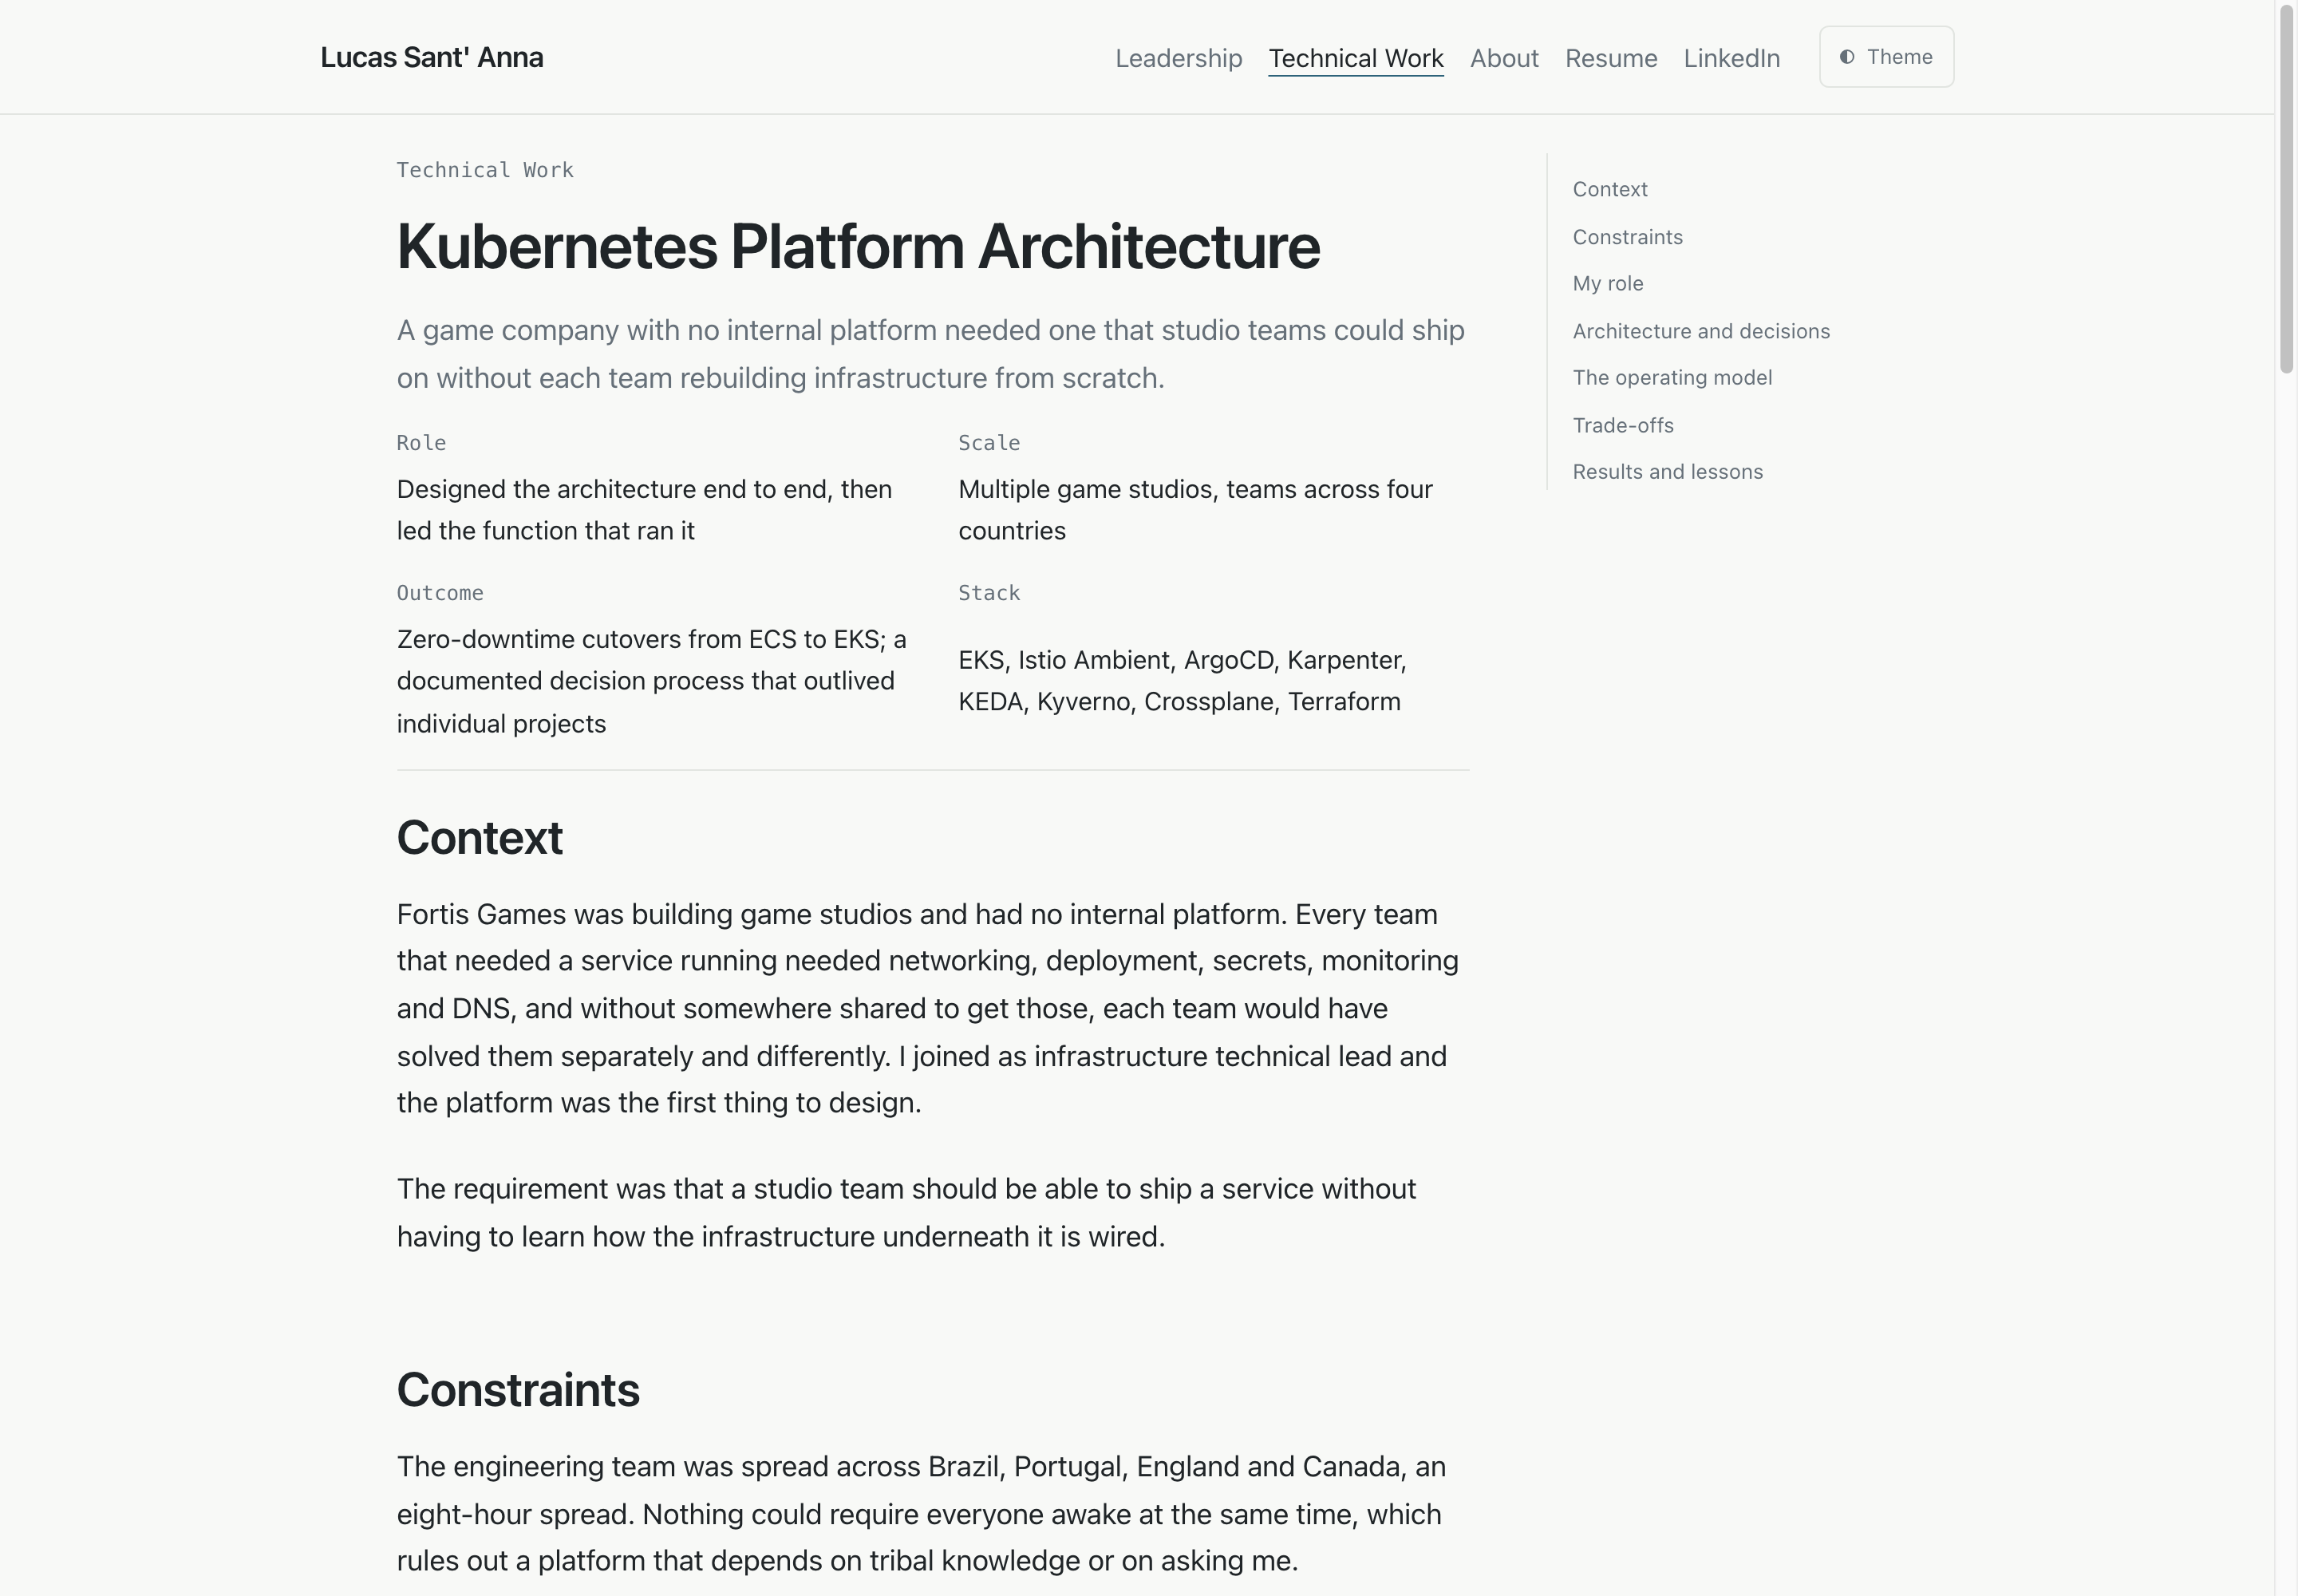 Lucas Sant' Anna
Leadership
Technical Work
About
Resume
LinkedIn
Theme
Technical Work
Kubernetes Platform Architecture
A game company with no internal platform needed one that studio teams could ship
on without each team rebuilding infrastructure from scratch.
Role
Designed the architecture end to end, then
led the function that ran it
Scale
Multiple game studios, teams across four
countries
Outcome
Zero-downtime cutovers from ECS to EKS; a
documented decision process that outlived
individual projects
Stack
EKS, Istio Ambient, ArgoCD, Karpenter,
KEDA, Kyverno, Crossplane, Terraform
Context
Fortis Games was building game studios and had no internal platform. Every team
that needed a service running needed networking, deployment, secrets, monitoring
and DNS, and without somewhere shared to get those, each team would have
solved them separately and differently. I joined as infrastructure technical lead and
the platform was the first thing to design.
The requirement was that a studio team should be able to ship a service without
having to learn how the infrastructure underneath it is wired.
Constraints
The engineering team was spread across Brazil, Portugal, England and Canada, an
eight-hour spread. Nothing could require everyone awake at the same time, which
rules out a platform that depends on tribal knowledge or on asking me.
Context
Constraints
My role
Architecture and decisions
The operating model
Trade-offs
Results and lessons